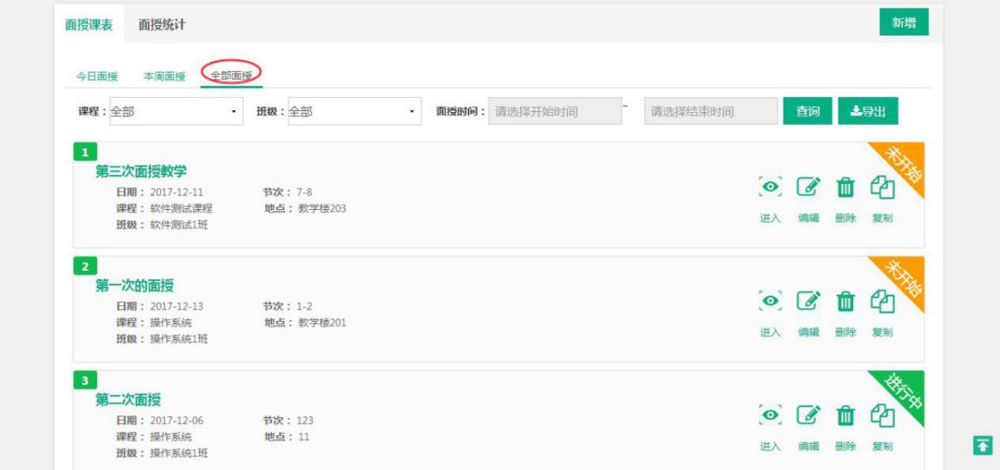 面授课表 面授统计 新增
今日面授 本周面授 全部面授
课程：全部 班级：全部 面授时间：请选择开始时间 ~ 请选择结束时间 查询 导出
1 未开始
第三次面授教学
日期：2017-12-11 节次：7-8
课程：软件测试课程 地点：教学楼203
班级：软件测试1班
进入 编辑 删除 复制
2 未开始
第一次的面授
日期：2017-12-13 节次：1-2
课程：操作系统 地点：教学楼201
班级：操作系统1班
进入 编辑 删除 复制
3 进行中
第二次面授
日期：2017-12-06 节次：123
课程：操作系统 地点：11
班级：操作系统1班
进入 编辑 删除 复制